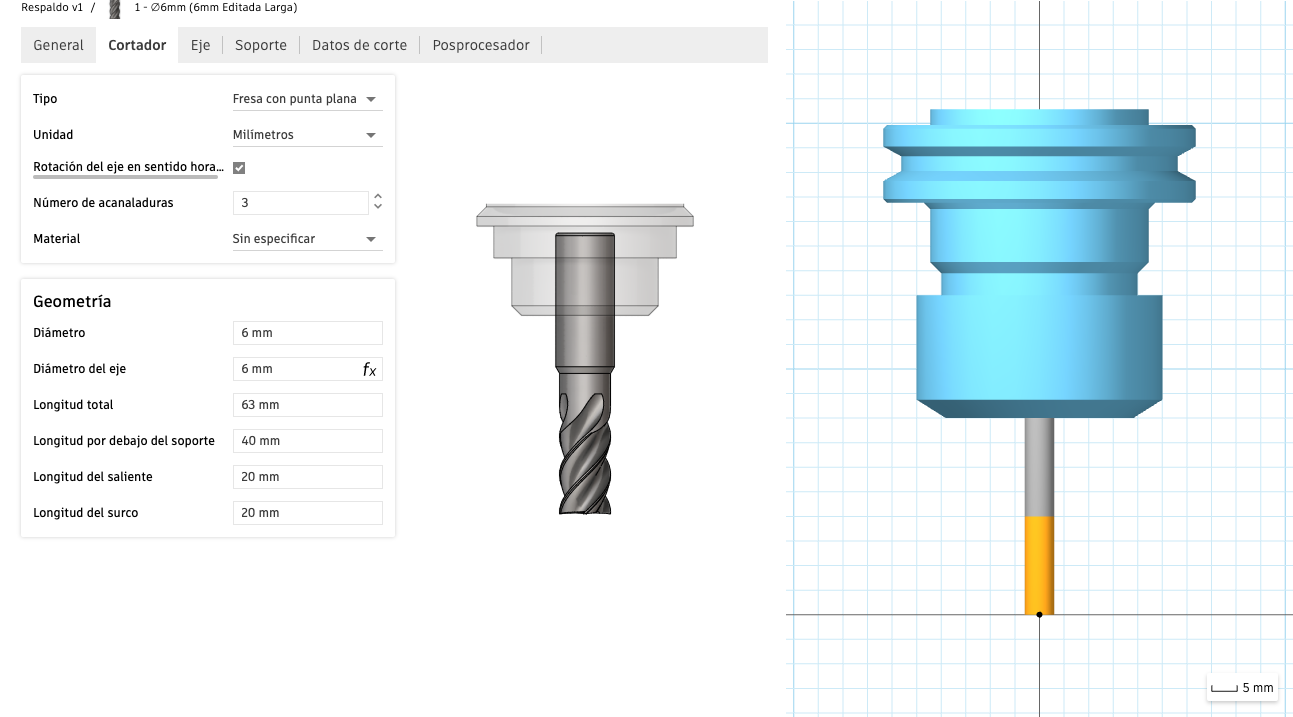 Respaldo v1 / 1 - ∅6mm (6mm Editada Larga)
General Cortador Eje Soporte Datos de corte Posprocesador
Tipo Fresa con punta plana
Unidad Milímetros
Rotación del eje en sentido hora...
Número de acanaladuras 3
Material Sin especificar
Geometría
Diámetro 6 mm
Diámetro del eje 6 mm fx
Longitud total 63 mm
Longitud por debajo del soporte 40 mm
Longitud del saliente 20 mm
Longitud del surco 20 mm
5 mm